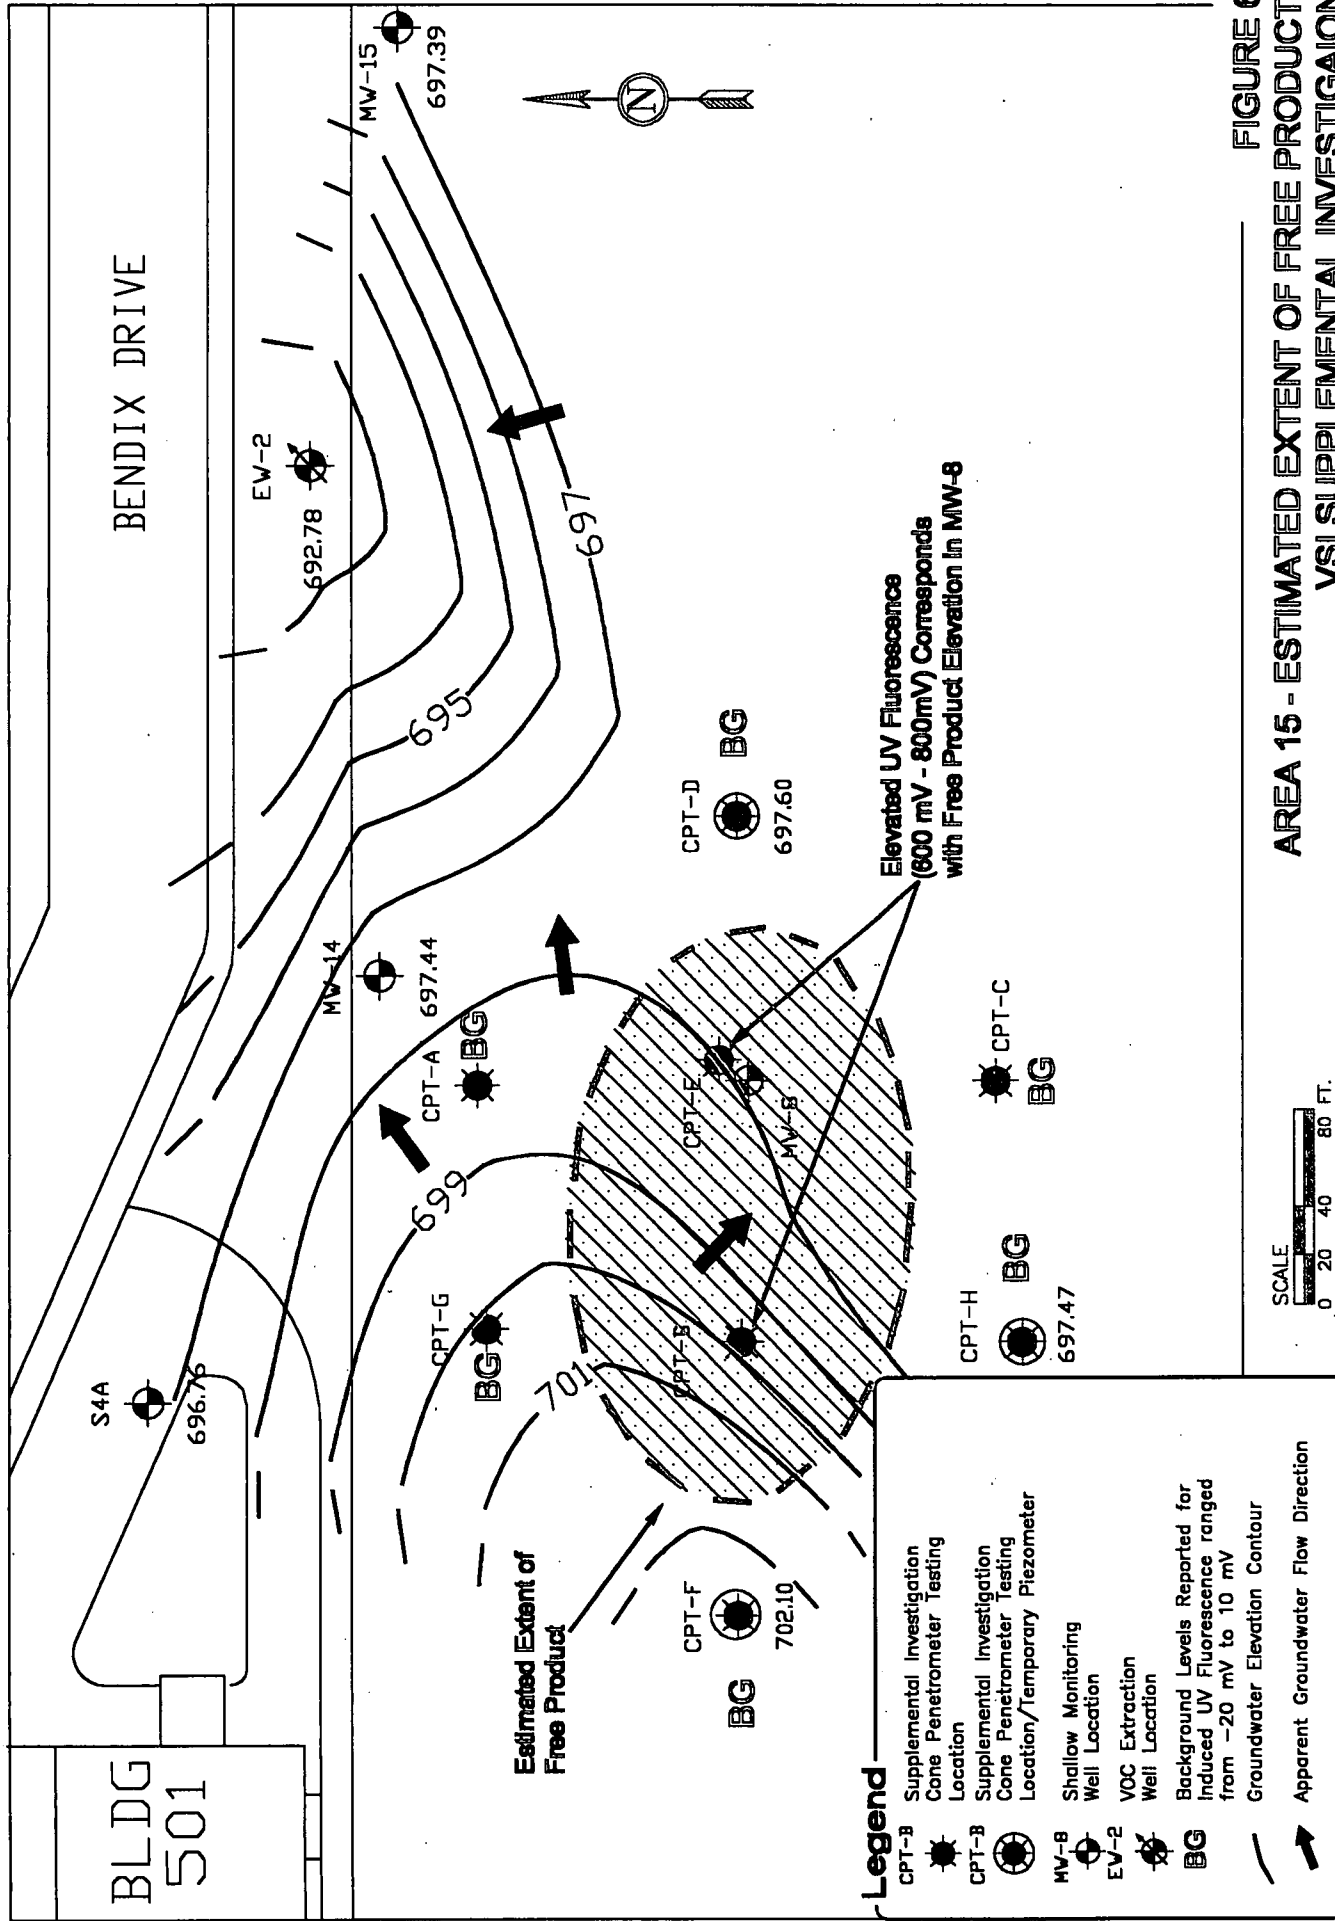 BLDG
501
BENDIX DRIVE
S4A
696.76
MW-14
697.44
EW-2
692.78
MW-15
697.39
N
695
697
699
701
CPT-A
BG
CPT-G
BG
CPT-D
BG
697.60
CPT-E
MW-8
CPT-B
CPT-F
702.10
BG
CPT-C
BG
CPT-H
BG
697.47
Estimated Extent of
Free Product
Elevated UV Fluorescence
(600 mV - 800mV) Corresponds
with Free Product Elevation in MW-8
Legend
CPT-B
Supplemental Investigation
Cone Penetrometer Testing
Location
CPT-B
Supplemental Investigation
Cone Penetrometer Testing
Location/Temporary Piezometer
MW-8
Shallow Monitoring
Well Location
EW-2
VOC Extraction
Well Location
BG
Background Levels Reported for
Induced UV Fluorescence ranged
from -20 mV to 10 mV
Groundwater Elevation Contour
Apparent Groundwater Flow Direction
SCALE
0 20 40 80 FT.
FIGURE 6
AREA 15 - ESTIMATED EXTENT OF FREE PRODUCT
VSI SUPPLEMENTAL INVESTIGAION